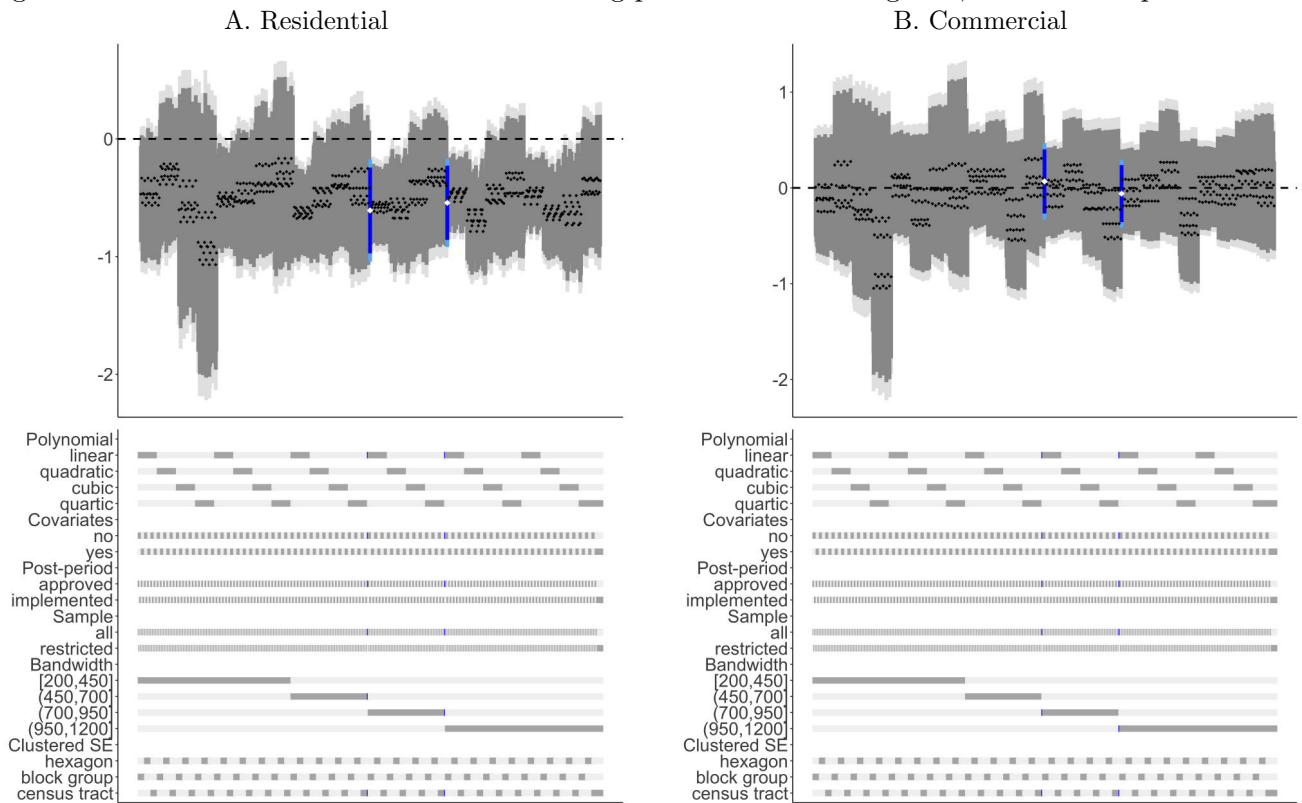 A. Residential
B. Commercial
0
-1
-2
1
0
-1
-2
Polynomial
linear
quadratic
cubic
quartic
Covariates
no
yes
Post-period
approved
implemented
Sample
all
restricted
Bandwidth
[200,450]
(450,700]
(700,950]
(950,1200]
Clustered SE
hexagon
block group
census tract
Polynomial
linear
quadratic
cubic
quartic
Covariates
no
yes
Post-period
approved
implemented
Sample
all
restricted
Bandwidth
[200,450]
(450,700]
(700,950]
(950,1200]
Clustered SE
hexagon
block group
census tract